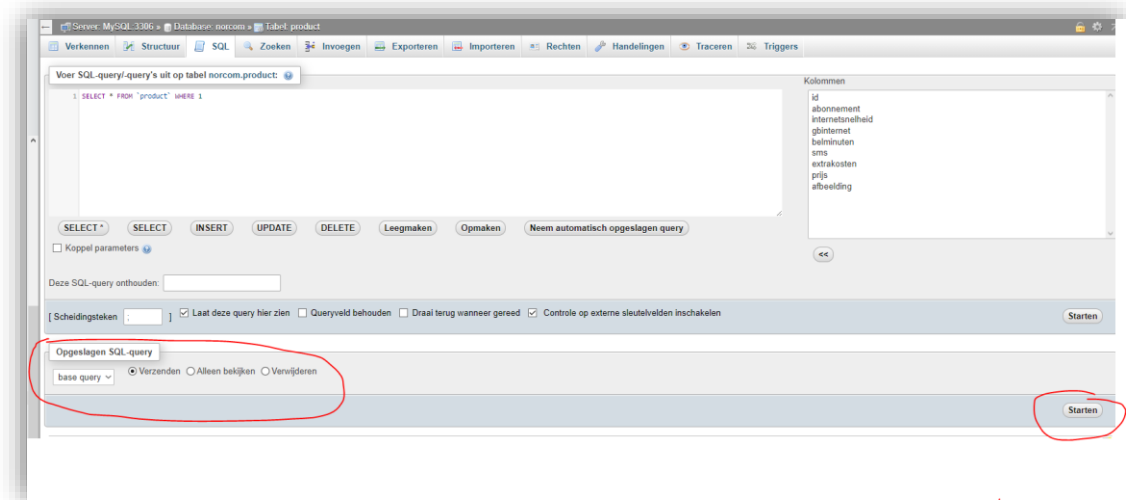 Server: MySQL:3306 » Database: norcom » Tabel: product
Verkennen Structuur SQL Zoeken Invoegen Exporteren Importeren Rechten Handelingen Traceren Triggers
Voer SQL-query/-query's uit op tabel norcom.product:
Kolommen
1 SELECT * FROM `product` WHERE 1
id
abonnement
internetsnelheid
gbinternet
belminuten
sms
extrakosten
prijs
afbeelding
SELECT * SELECT INSERT UPDATE DELETE Leegmaken Opmaken Neem automatisch opgeslagen query
<<
Koppel parameters
Deze SQL-query onthouden:
[ Scheidingsteken ; ] Laat deze query hier zien Queryveld behouden Draai terug wanneer gereed Controle op externe sleutelvelden inschakelen Starten
Opgeslagen SQL-query
base query Verzenden Alleen bekijken Verwijderen
Starten